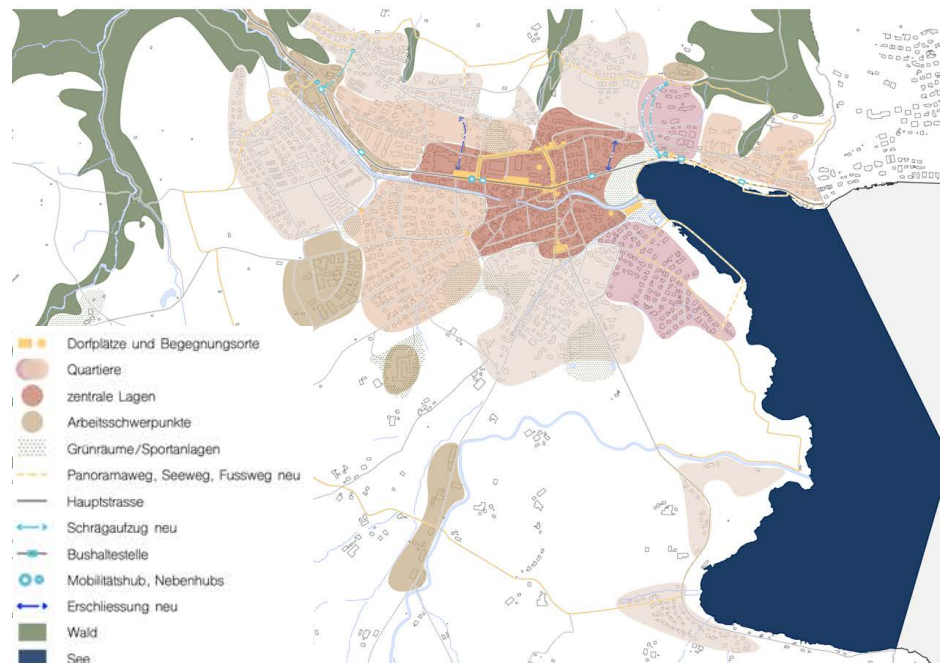 Dorfplätze und Begegnungsorte
Quartiere
zentrale Lagen
Arbeitsschwerpunkte
Grünräume/Sportanlagen
Panoramaweg, Seeweg, Fussweg neu
Hauptstrasse
Schrägaufzug neu
Bushaltestelle
Mobilitätshub, Nebenhubs
Erschliessung neu
Wald
See